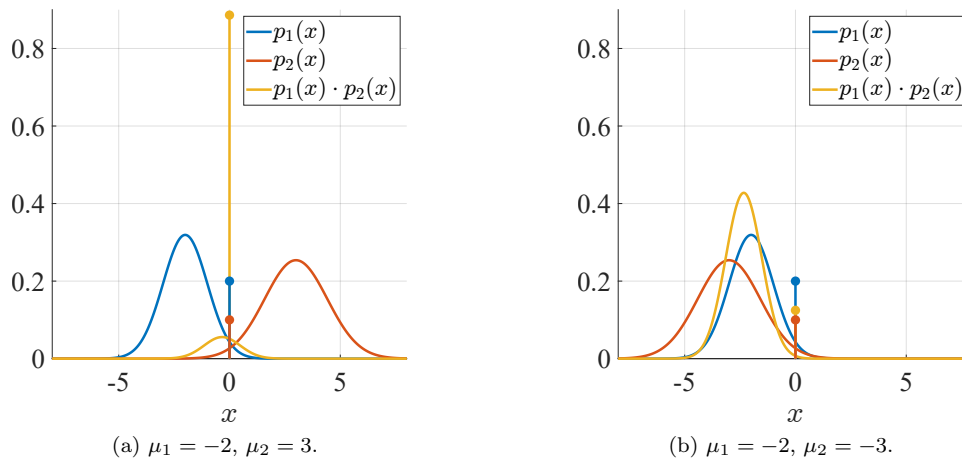 0.8
0.6
0.4
0.2
0
-5
0
5
x
p₁(x)
p₂(x)
p₁(x) · p₂(x)
(a) μ₁ = −2, μ₂ = 3.
0.8
0.6
0.4
0.2
0
-5
0
5
x
p₁(x)
p₂(x)
p₁(x) · p₂(x)
(b) μ₁ = −2, μ₂ = −3.